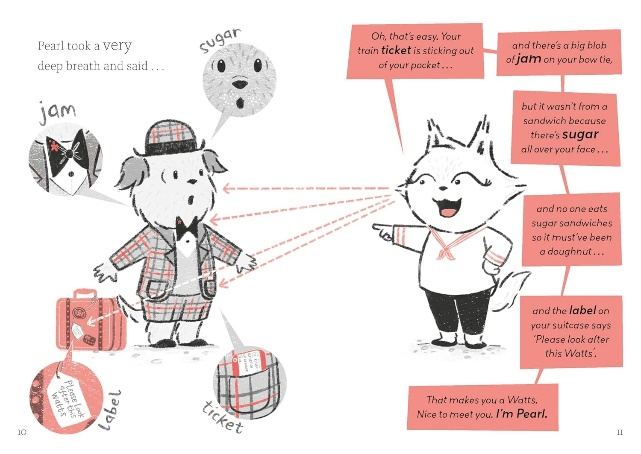 Pearl took a very
deep breath and said . . .
sugar
jam
Please look
after this
Watts
label
ticket
10
Oh, that's easy. Your
train ticket is sticking out
of your pocket . . .
and there's a big blob
of jam on your bow tie,
but it wasn't from a
sandwich because
there's sugar
all over your face . . .
and no one eats
sugar sandwiches
so it must've been
a doughnut . . .
and the label on
your suitcase says
'Please look after
this Watts'.
That makes you a Watts.
Nice to meet you. I'm Pearl.
11